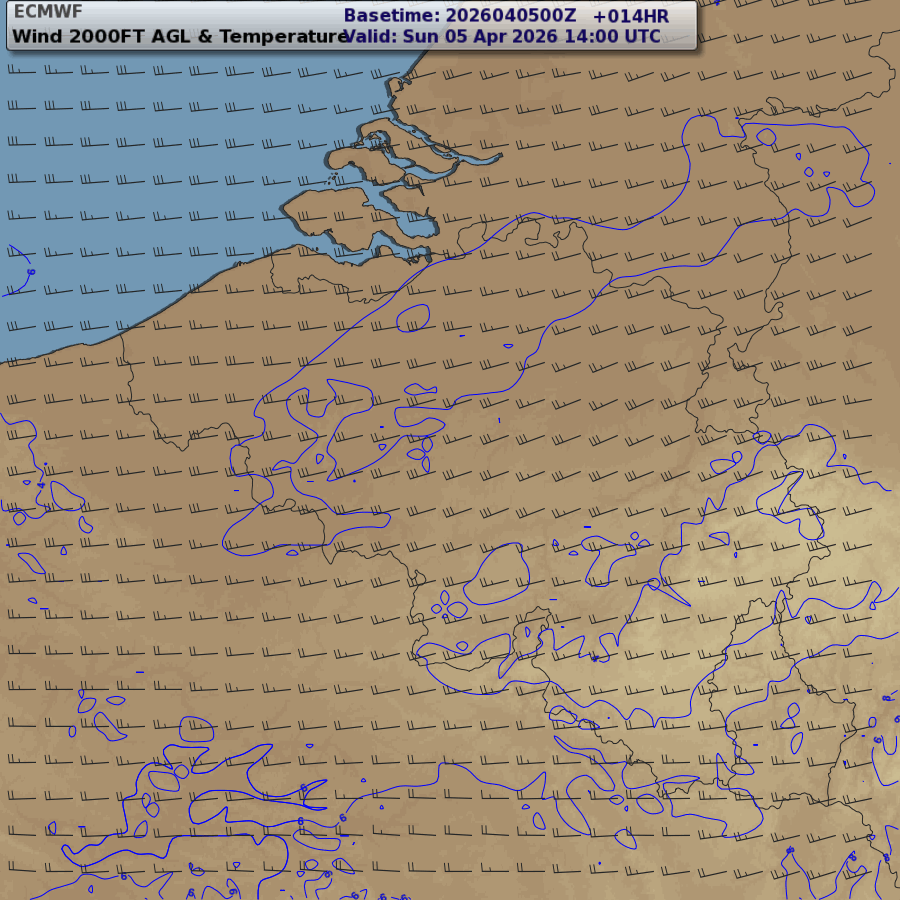 ECMWF
Basetime: 2026040500Z +014HR
Wind 2000FT AGL & Temperature
Valid: Sun 05 Apr 2026 14:00 UTC